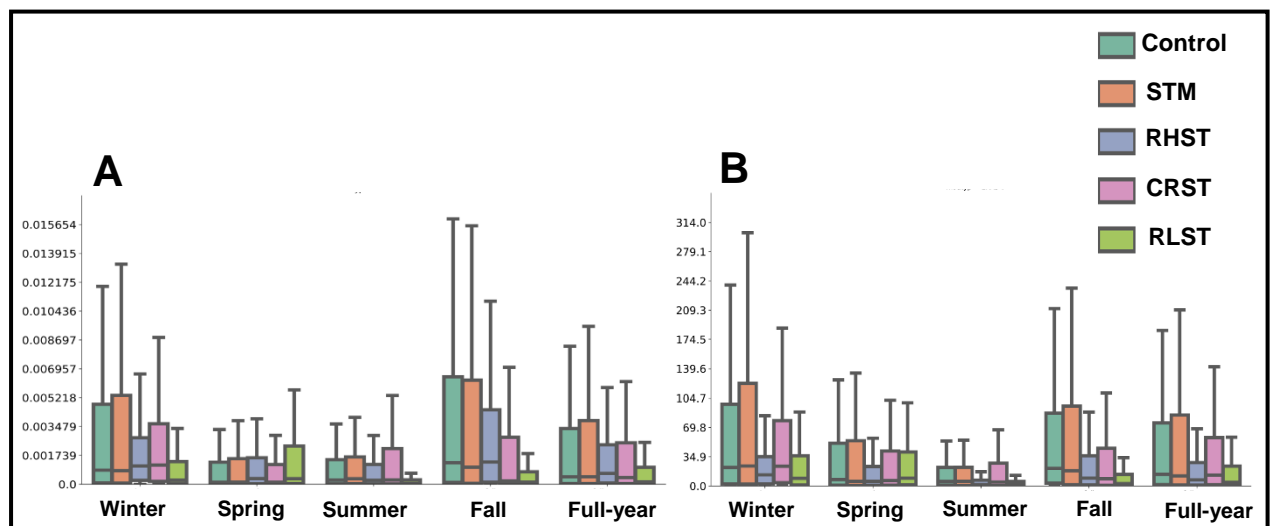 Control
STM
RHST
CRST
RLST
A
0.015654
0.013915
0.012175
0.010436
0.008697
0.006957
0.005218
0.003479
0.001739
0.0
Winter Spring Summer Fall Full-year
B
314.0
279.1
244.2
209.3
174.5
139.6
104.7
69.8
34.9
0.0
Winter Spring Summer Fall Full-year